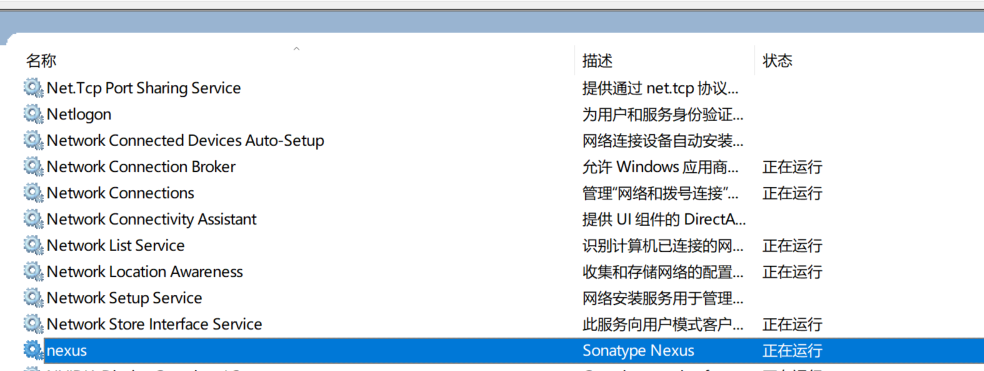 名称 描述 状态
Net.Tcp Port Sharing Service 提供通过 net.tcp 协议...
Netlogon 为用户和服务身份验证...
Network Connected Devices Auto-Setup 网络连接设备自动安装...
Network Connection Broker 允许 Windows 应用商... 正在运行
Network Connections 管理"网络和拨号连接"... 正在运行
Network Connectivity Assistant 提供 UI 组件的 DirectA...
Network List Service 识别计算机已连接的网... 正在运行
Network Location Awareness 收集和存储网络的配置... 正在运行
Network Setup Service 网络安装服务用于管理...
Network Store Interface Service 此服务向用户模式客户... 正在运行
nexus Sonatype Nexus 正在运行